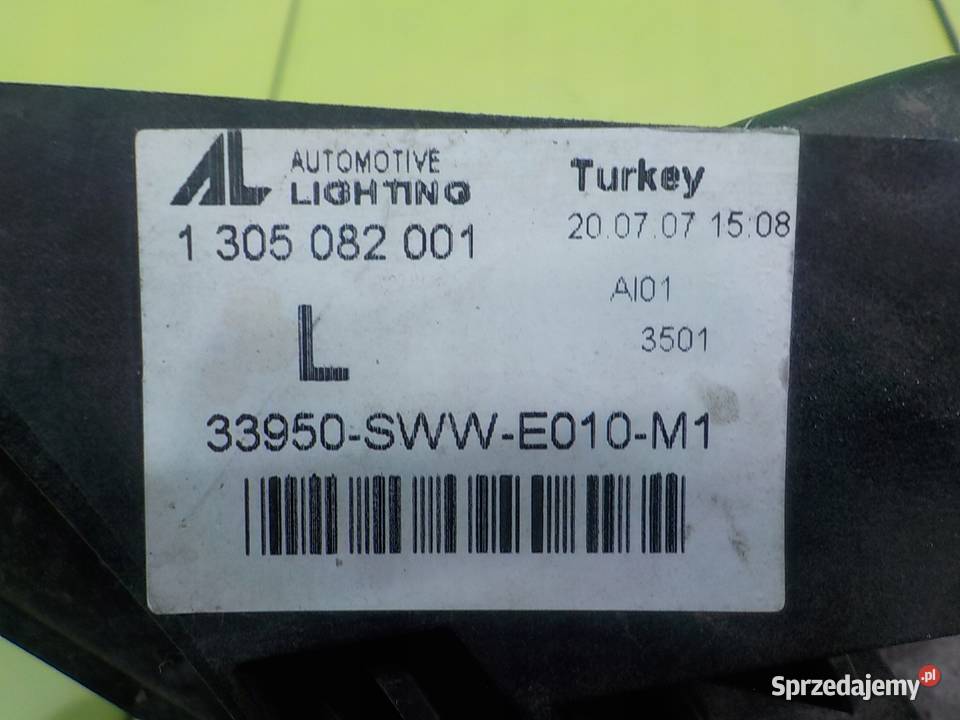 AL AUTOMOTIVE
LIGHTING
Turkey
1 305 082 001
20.07.07 15:08
AI01
L
3501
33950-SWW-E010-M1
Sprzedajemy.pl